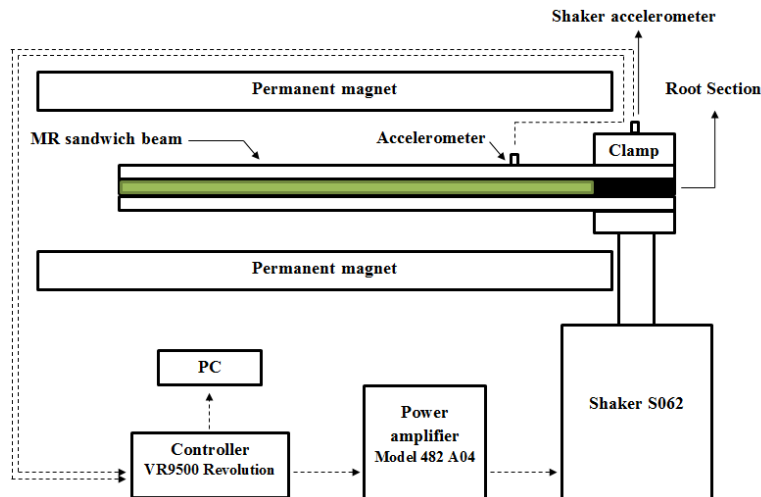 Shaker accelerometer
Permanent magnet
Root Section
MR sandwich beam
Accelerometer
Clamp
Permanent magnet
PC
Power
amplifier
Model 482 A04
Shaker S062
Controller
VR9500 Revolution